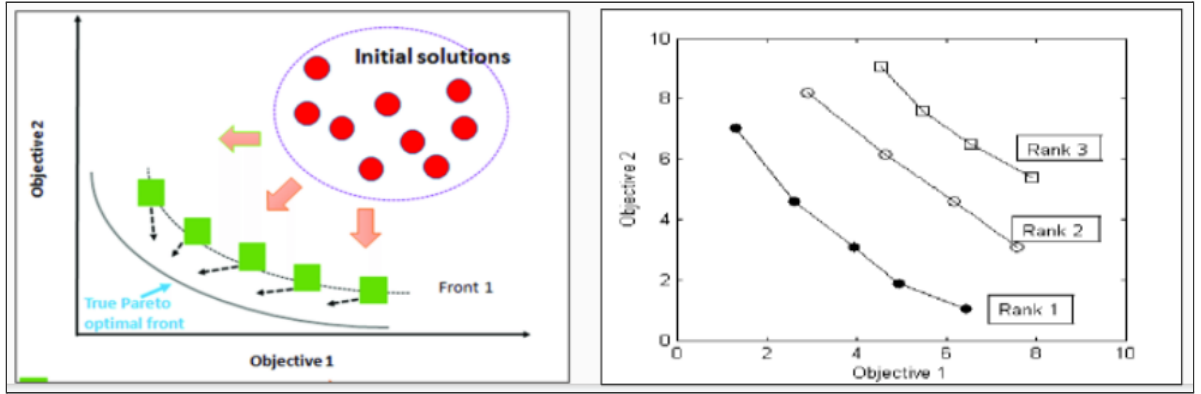 Initial solutions
Objective 2
Front 1
True Pareto
optimal front
Objective 1
10
8
6
4
2
0
Objective 2
Rank 3
Rank 2
Rank 1
0
2
4
6
8
10
Objective 1